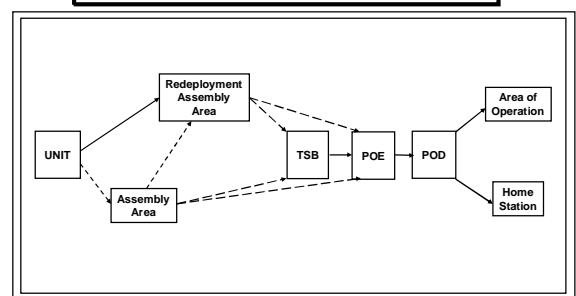 Redeployment
Assembly
Area
Area of
Operation
UNIT
TSB
POE
POD
Assembly
Area
Home
Station